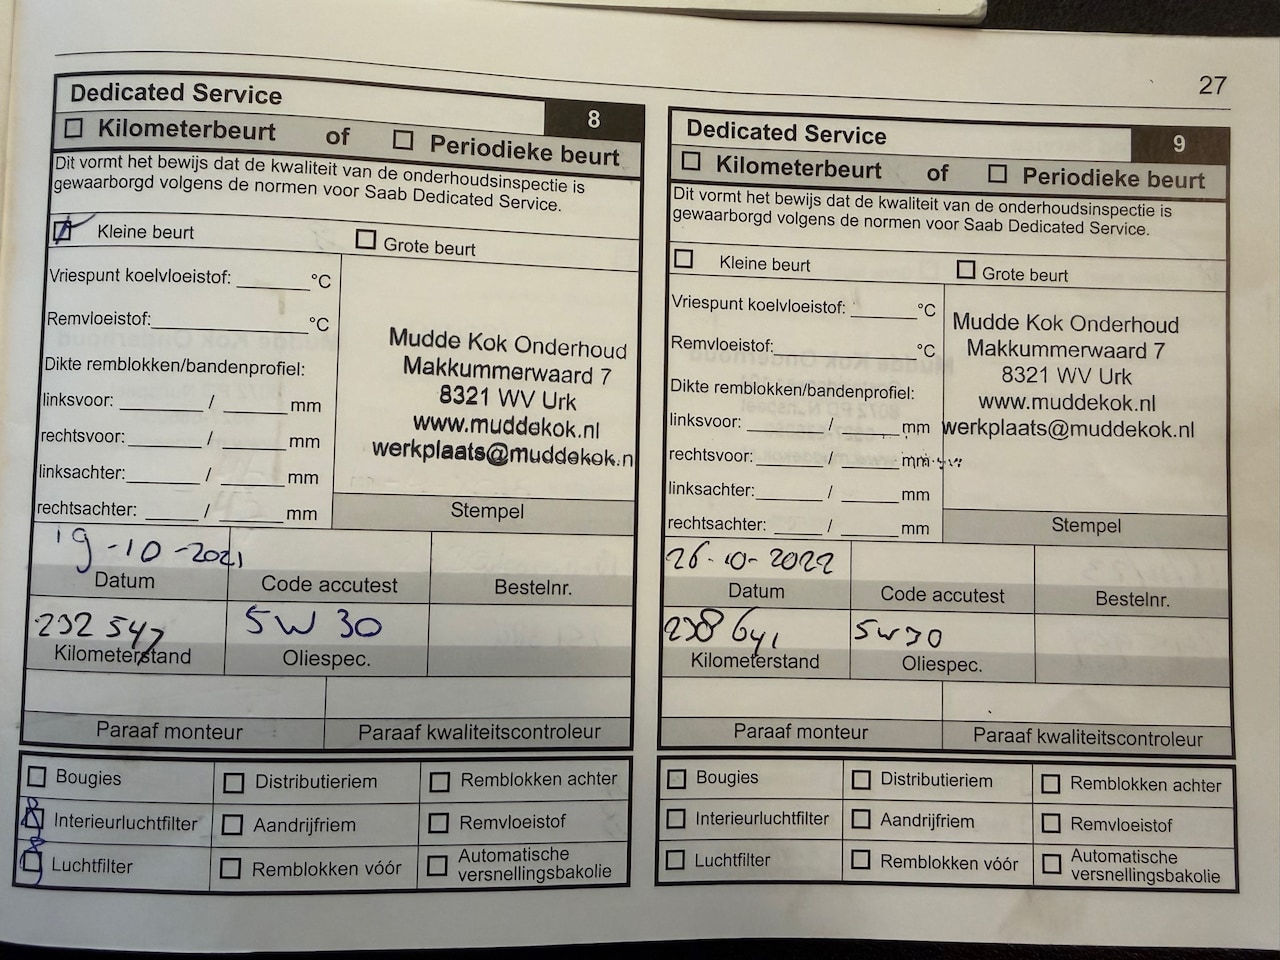 27
Dedicated Service
8
Kilometerbeurt of Periodieke beurt
Dit vormt het bewijs dat de kwaliteit van de onderhoudsinspectie is
gewaarborgd volgens de normen voor Saab Dedicated Service.
Kleine beurt
Grote beurt
Vriespunt koelvloeistof: °C
Remvloeistof: °C
Dikte remblokken/bandenprofiel:
linksvoor: / mm
rechtsvoor: / mm
linksachter: / mm
rechtsachter: / mm
Mudde Kok Onderhoud
Makkummerwaard 7
8321 WV Urk
www.muddekok.nl
werkplaats@muddekok.n
Stempel
19-10-2021
Datum
Code accutest
Bestelnr.
232 547
5W 30
Kilometerstand
Oliespec.
Paraaf monteur
Paraaf kwaliteitscontroleur
Bougies
Distributieriem
Remblokken achter
Interieurluchtfilter
Aandrijfriem
Remvloeistof
Luchtfilter
Remblokken vóór
Automatische
versnellingsbakolie
Dedicated Service
9
Kilometerbeurt of Periodieke beurt
Dit vormt het bewijs dat de kwaliteit van de onderhoudsinspectie is
gewaarborgd volgens de normen voor Saab Dedicated Service.
Kleine beurt
Grote beurt
Vriespunt koelvloeistof: °C
Remvloeistof: °C
Dikte remblokken/bandenprofiel:
linksvoor: / mm
rechtsvoor: / mm
linksachter: / mm
rechtsachter: / mm
Mudde Kok Onderhoud
Makkummerwaard 7
8321 WV Urk
www.muddekok.nl
werkplaats@muddekok.nl
Stempel
26-10-2022
Datum
Code accutest
Bestelnr.
238 641
5W30
Kilometerstand
Oliespec.
Paraaf monteur
Paraaf kwaliteitscontroleur
Bougies
Distributieriem
Remblokken achter
Interieurluchtfilter
Aandrijfriem
Remvloeistof
Luchtfilter
Remblokken vóór
Automatische
versnellingsbakolie